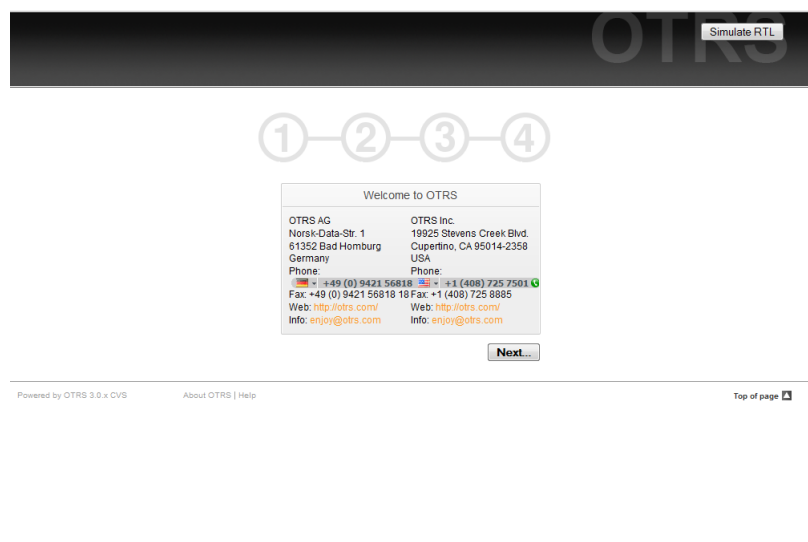 OTRS
Simulate RTL
1 2 3 4
Welcome to OTRS
OTRS AG
Norsk-Data-Str. 1
61352 Bad Homburg
Germany
Phone:
+49 (0) 9421 56818
Fax: +49 (0) 9421 56818 18
Web: http://otrs.com/
Info: enjoy@otrs.com
OTRS Inc.
19925 Stevens Creek Blvd.
Cupertino, CA 95014-2358
USA
Phone:
+1 (408) 725 7501
Fax: +1 (408) 725 8885
Web: http://otrs.com/
Info: enjoy@otrs.com
Next...
Powered by OTRS 3.0.x CVS
About OTRS | Help
Top of page